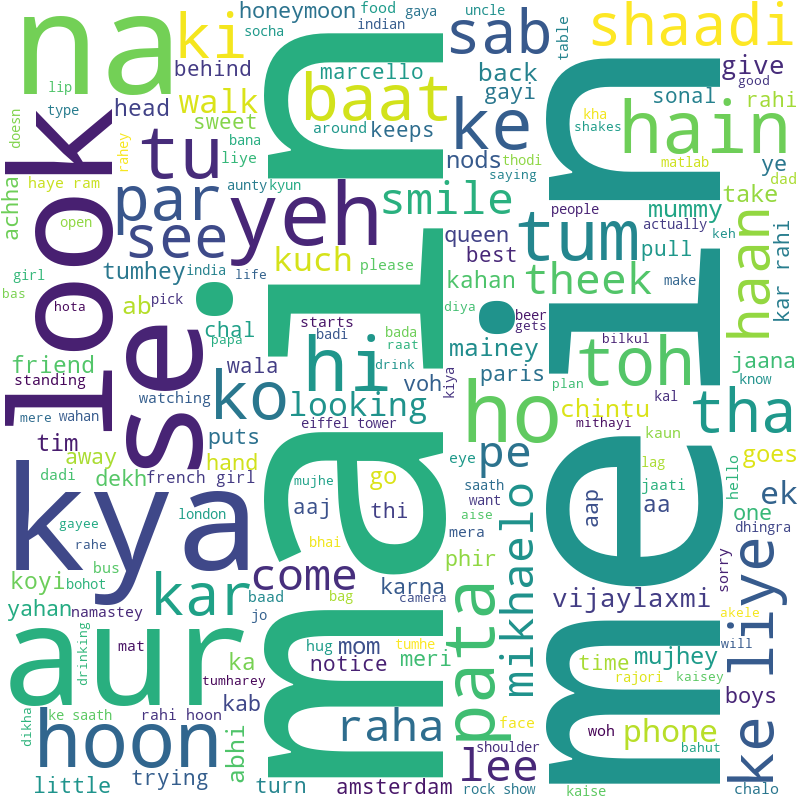 honeymoon
food
uncle
socha
gaya
indian
na
ki
sab
shaadi
table
behind
marcello
back
give
good
lip
type
head
walk
baat
gayi
sonal
rahi
doesn
sweet
around
keeps
ke
kha
shakes
hain
look
tu
bana
liye
nods
thodi
matlab
ye
rahey
haye ram
par
aunty
kyun
yeh
smile
saying
take
dad
achha
open
see
queen
tum
people
mummy
actually
keh
haan
kar rahi
girl
tumhey
india
life
kuch
please
best
kahan
theek
pull
make
bas
hota
ab
pick
se
chal
papa
main
starts
badi
bada
raat
diya
beer
gets
mein
bilkul
friend
standing
wala
hi
drink
mainey
toh
jaana
know
mere
wahan
watching
ko
looking
voh
kiya
paris
plan
kal
tim
puts
eiffel tower
ho
chintu
mithayi
tha
away
hand
kaun
dadi
dekh
french girl
mujhe
go
eye
pe
lag
goes
kya
aaj
thi
saath
want
aise
aap
jaati
aa
hello
ek
one
gayee
london
mera
dhingra
rahe
bus
bhai
phir
mikhaelo
koyi
bohot
kar
come
karna
sorry
yahan
namastey
baad
jo
bag
camera
pata
vijaylaxmi
akele
ke liye
aur
mat
ka
hug
mom
tumhe
meri
time
mujhey
will
drinking
tumharey
notice
rajori
kaisey
boys
dikha
ke saath
rahi hoon
kab
raha
face
woh
phone
hoon
abhi
shoulder
bahut
little
trying
turn
amsterdam
lee
rock show
kaise
chalo